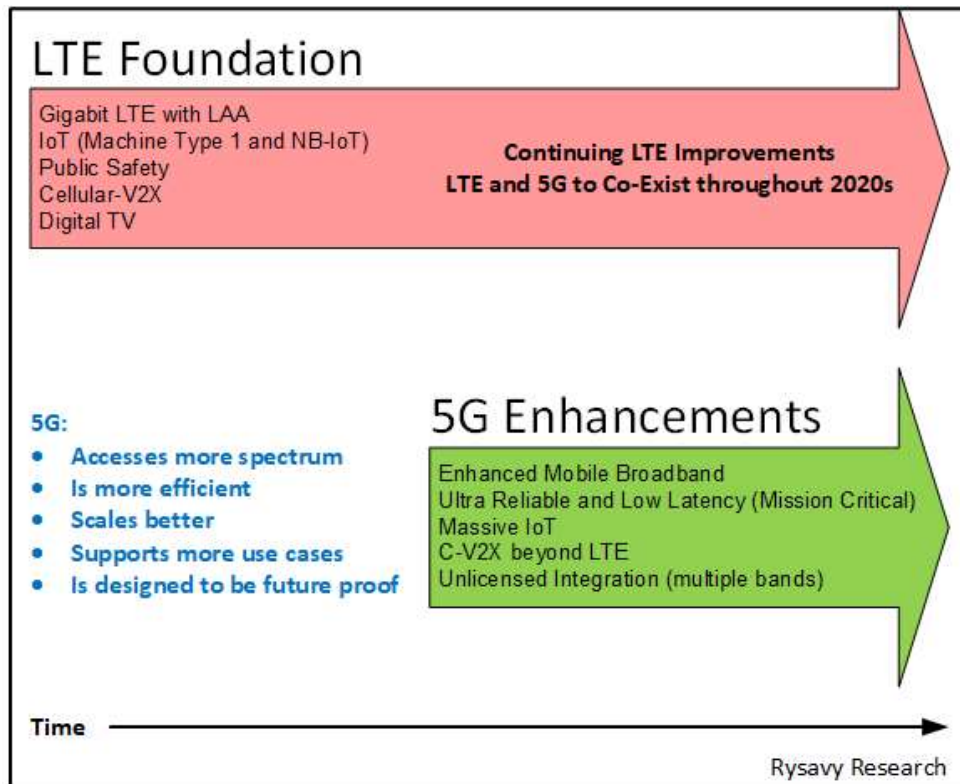 LTE Foundation
Gigabit LTE with LAA
IoT (Machine Type 1 and NB-IoT)
Public Safety
Cellular-V2X
Digital TV
Continuing LTE Improvements
LTE and 5G to Co-Exist throughout 2020s
5G:
• Accesses more spectrum
• Is more efficient
• Scales better
• Supports more use cases
• Is designed to be future proof
5G Enhancements
Enhanced Mobile Broadband
Ultra Reliable and Low Latency (Mission Critical)
Massive IoT
C-V2X beyond LTE
Unlicensed Integration (multiple bands)
Time
Rysavy Research